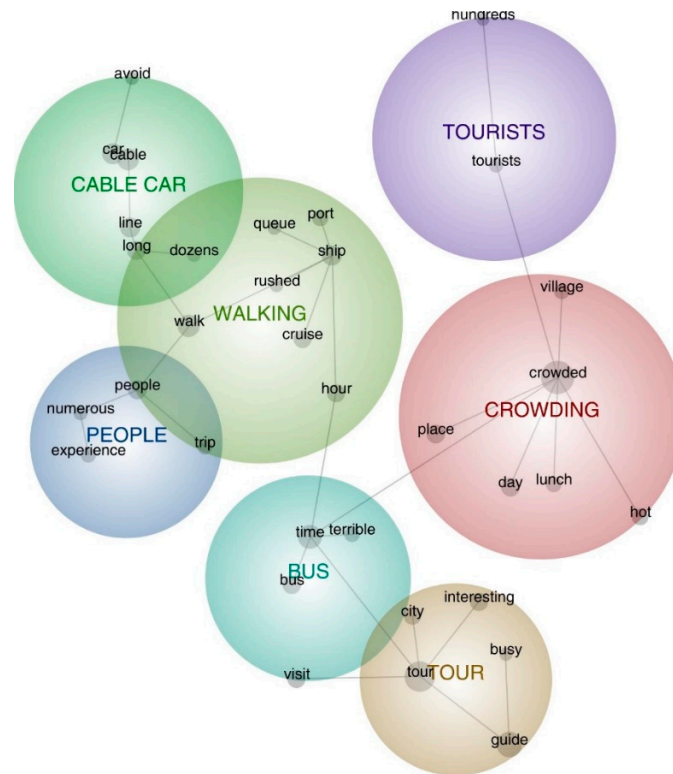 hundreds
avoid
TOURISTS
car
cable
tourists
CABLE CAR
line
port
queue
long
dozens
ship
rushed
village
WALKING
walk
cruise
crowded
people
hour
CROWDING
numerous
PEOPLE
place
trip
experience
day
lunch
hot
time
terrible
BUS
bus
city
interesting
busy
visit
tour
TOUR
guide